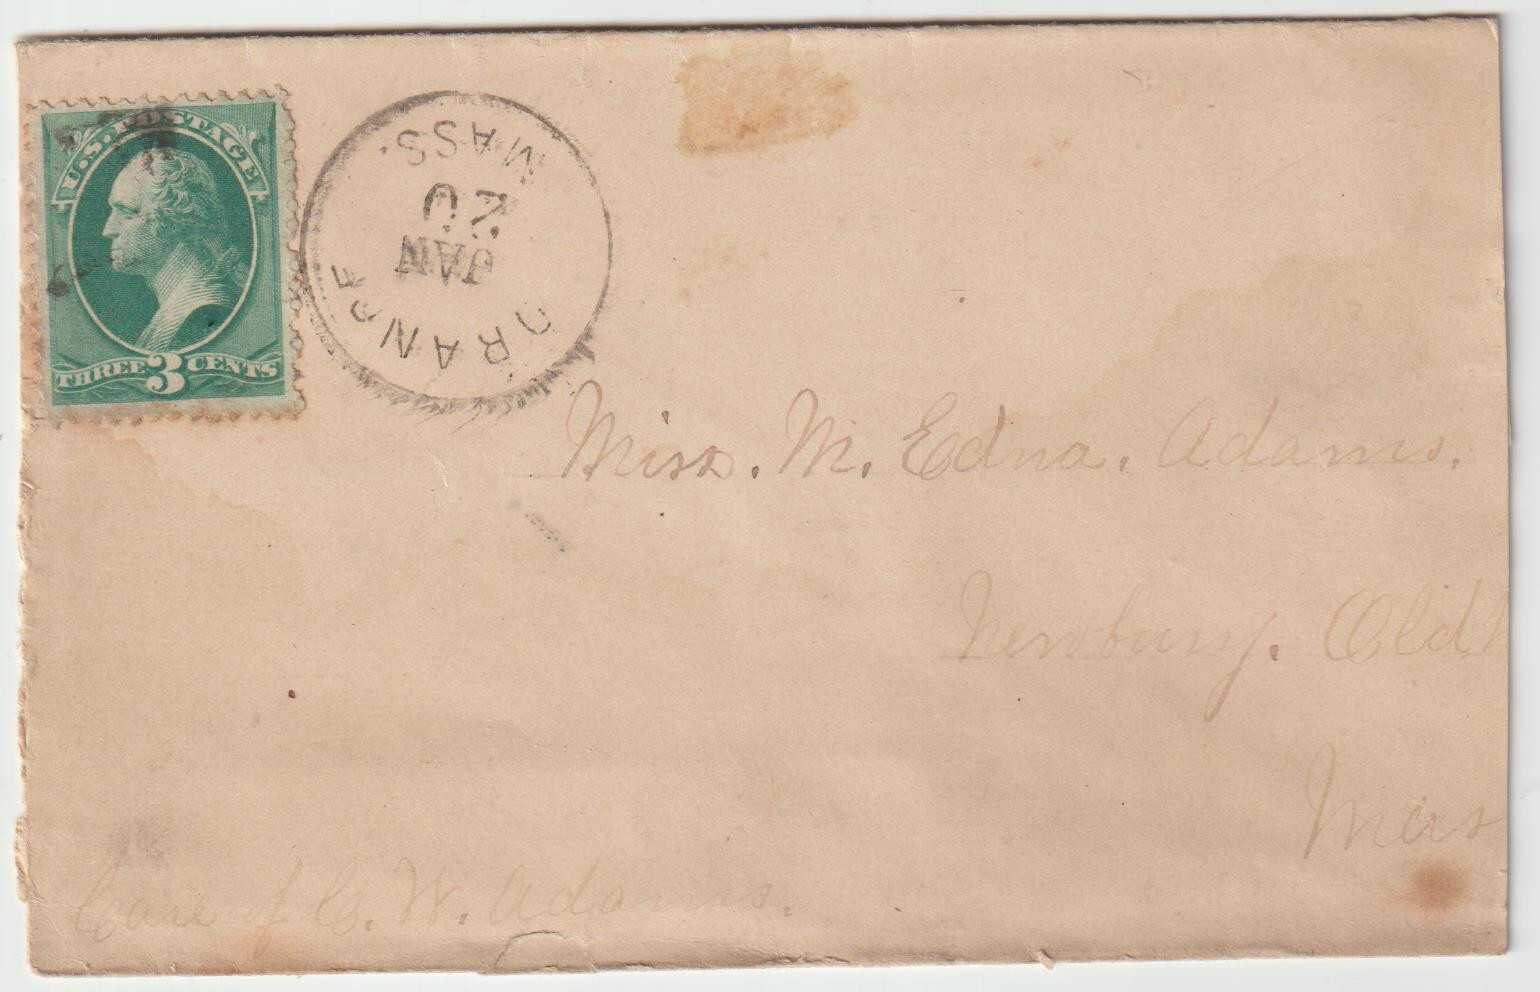 U.S. POSTAGE
THREE 3 CENTS
ORANGE
JAN
20
MASS.
Miss. M. Edna. Adams.
Newbury. Old
Mas
Care of C. W. Adams.